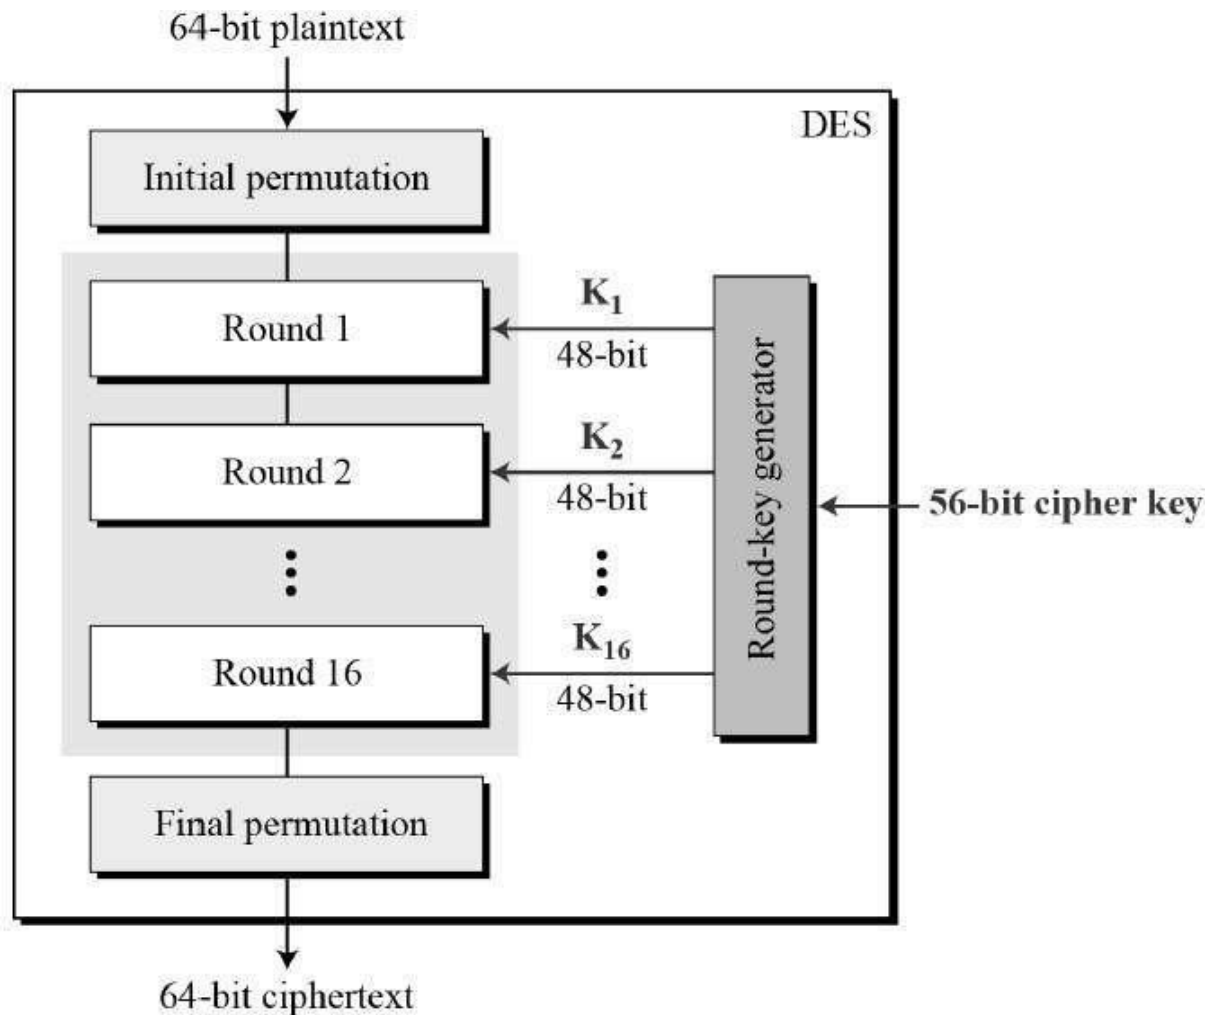 64-bit plaintext
DES
Initial permutation
Round 1
K₁
48-bit
Round 2
K₂
48-bit
Round-key generator
56-bit cipher key
Round 16
K₁₆
48-bit
Final permutation
64-bit ciphertext